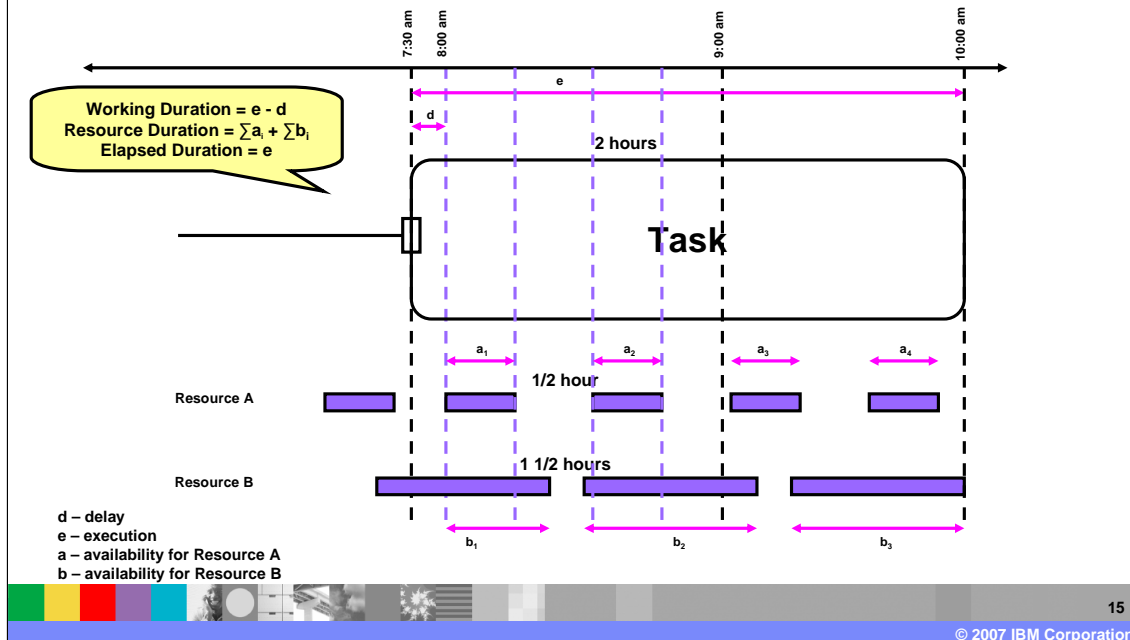 7:30 am
8:00 am
9:00 am
10:00 am
e
Working Duration = e - d
Resource Duration = ∑aᵢ + ∑bᵢ
Elapsed Duration = e
d
2 hours
Task
a₁
a₂
a₃
a₄
1/2 hour
Resource A
1 1/2 hours
Resource B
b₁
b₂
b₃
d – delay
e – execution
a – availability for Resource A
b – availability for Resource B
15
© 2007 IBM Corporation